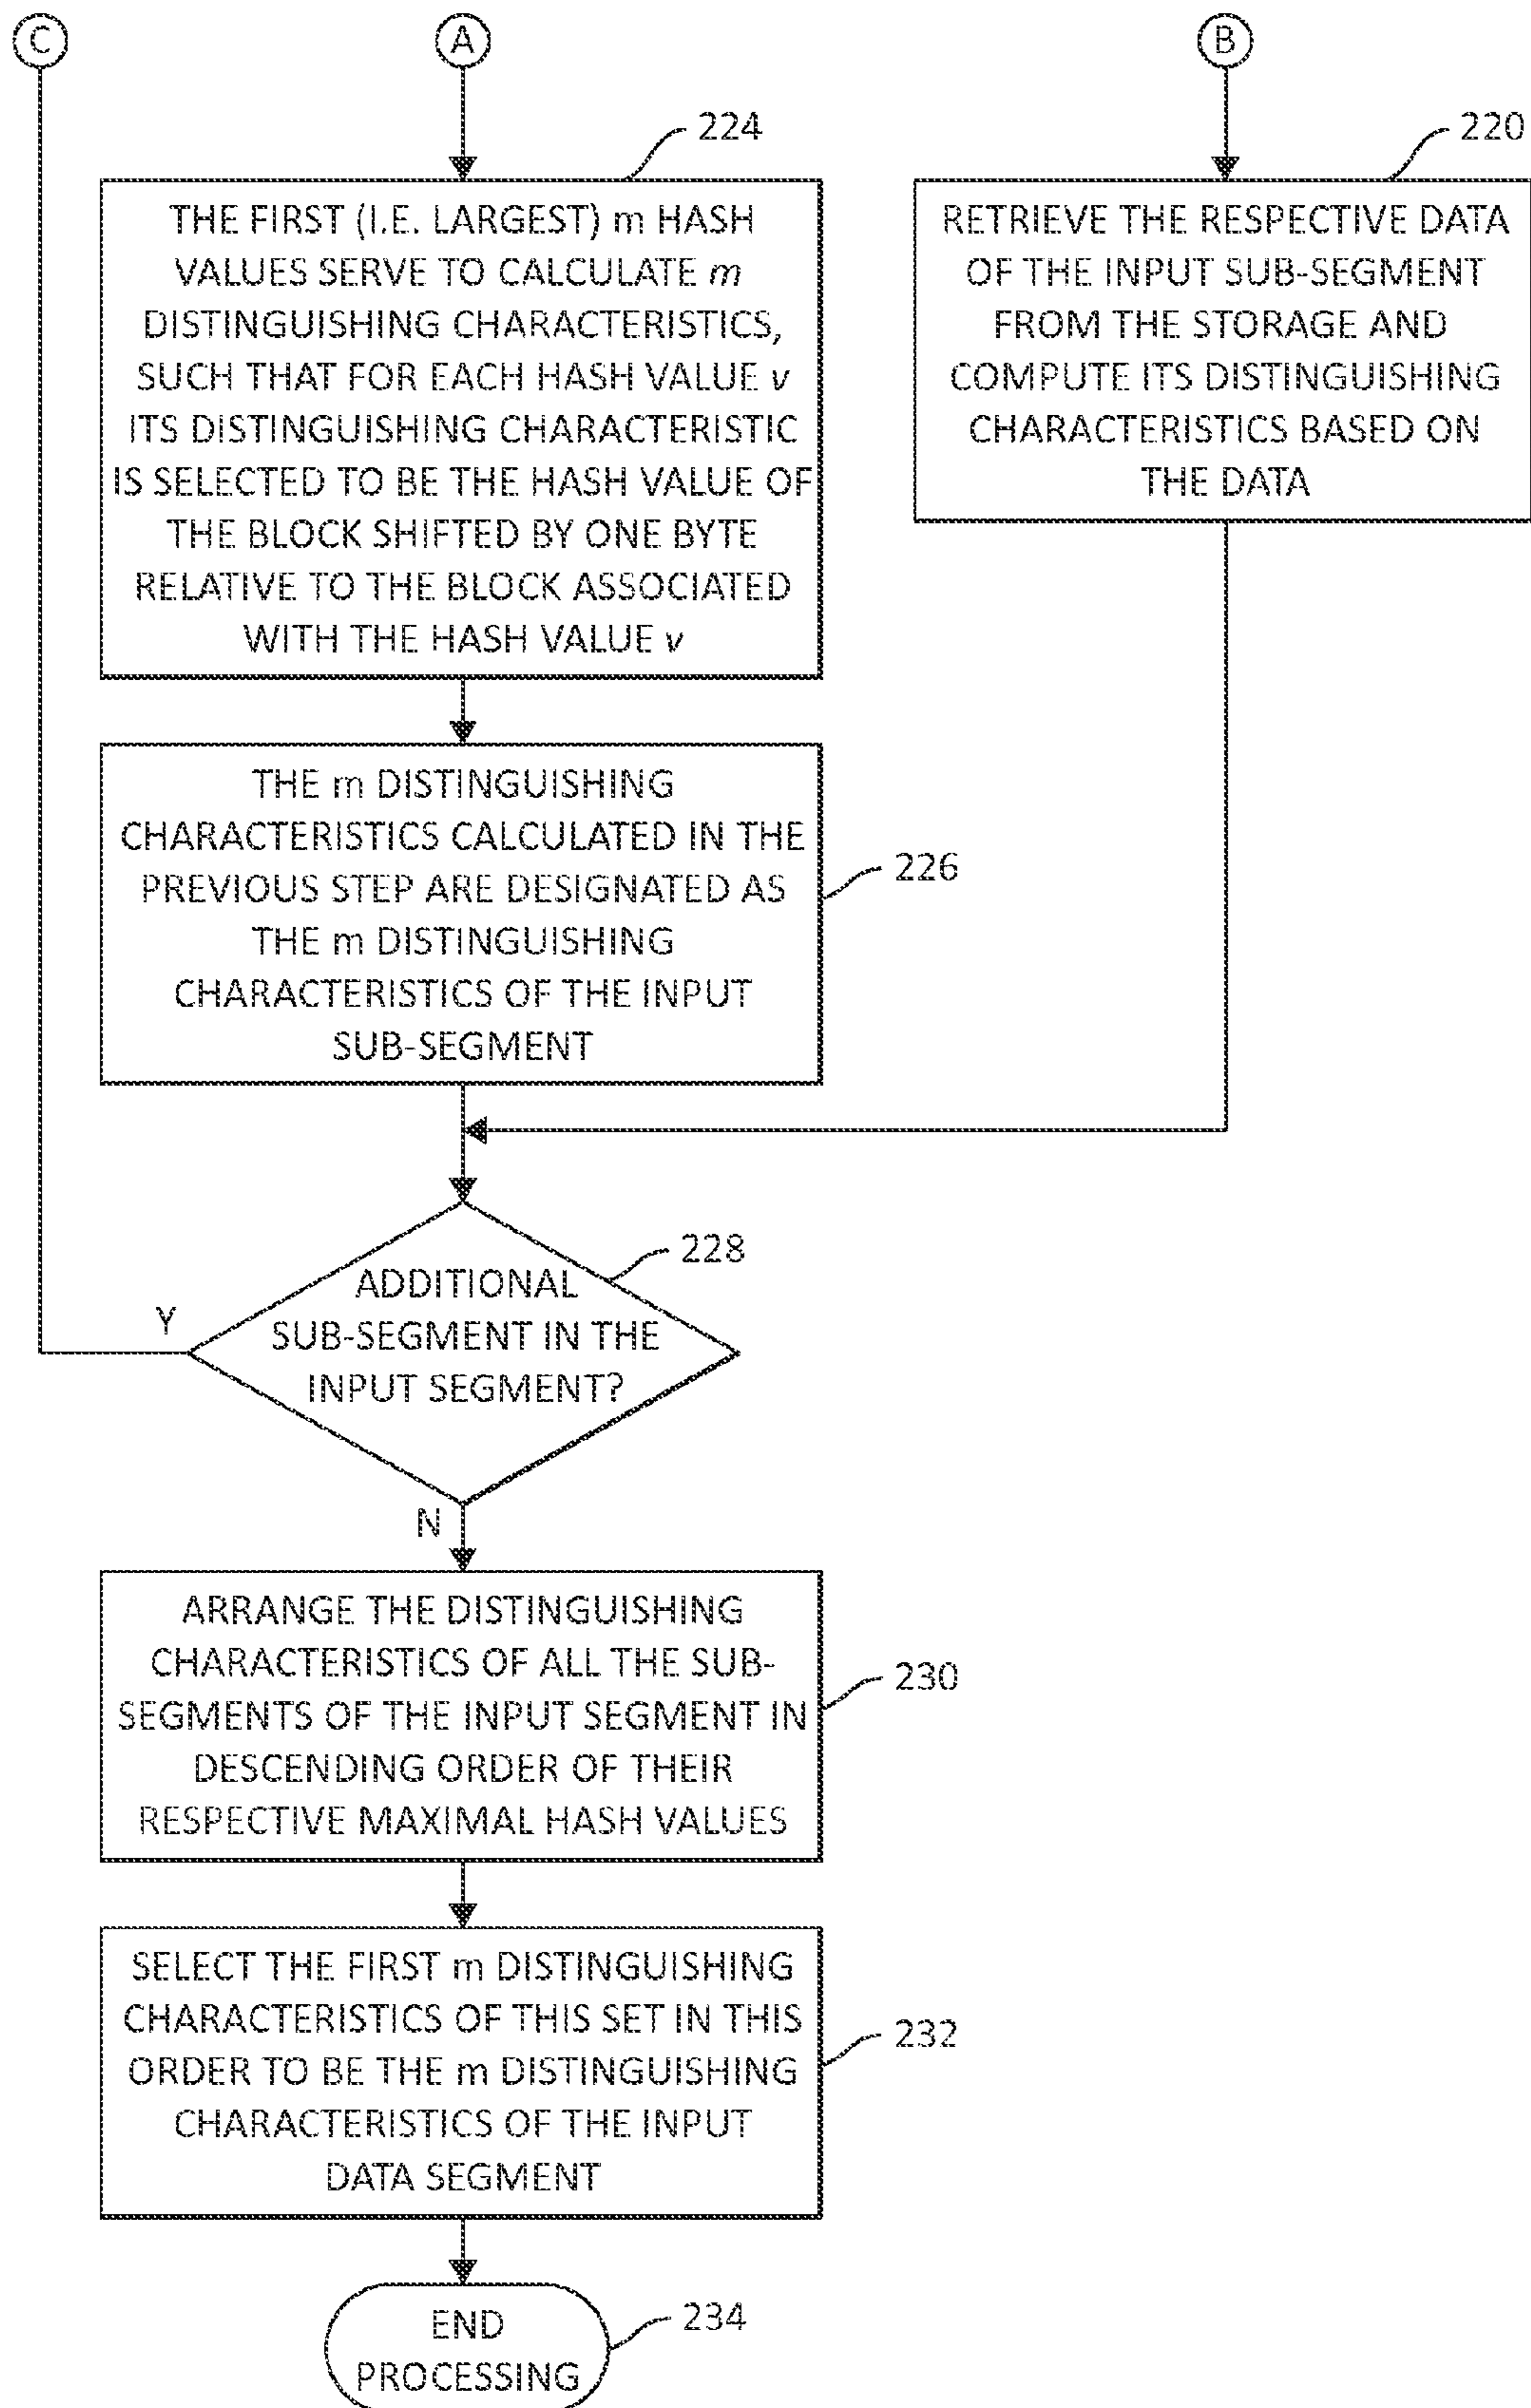 C
A
B
224
THE FIRST (I.E. LARGEST) m HASH
VALUES SERVE TO CALCULATE m
DISTINGUISHING CHARACTERISTICS,
SUCH THAT FOR EACH HASH VALUE v
ITS DISTINGUISHING CHARACTERISTIC
IS SELECTED TO BE THE HASH VALUE OF
THE BLOCK SHIFTED BY ONE BYTE
RELATIVE TO THE BLOCK ASSOCIATED
WITH THE HASH VALUE v
220
RETRIEVE THE RESPECTIVE DATA
OF THE INPUT SUB-SEGMENT
FROM THE STORAGE AND
COMPUTE ITS DISTINGUISHING
CHARACTERISTICS BASED ON
THE DATA
THE m DISTINGUISHING
CHARACTERISTICS CALCULATED IN THE
PREVIOUS STEP ARE DESIGNATED AS
THE m DISTINGUISHING
CHARACTERISTICS OF THE INPUT
SUB-SEGMENT
226
228
ADDITIONAL
SUB-SEGMENT IN THE
INPUT SEGMENT?
Y
N
ARRANGE THE DISTINGUISHING
CHARACTERISTICS OF ALL THE SUB-
SEGMENTS OF THE INPUT SEGMENT IN
DESCENDING ORDER OF THEIR
RESPECTIVE MAXIMAL HASH VALUES
230
SELECT THE FIRST m DISTINGUISHING
CHARACTERISTICS OF THIS SET IN THIS
ORDER TO BE THE m DISTINGUISHING
CHARACTERISTICS OF THE INPUT
DATA SEGMENT
232
END
PROCESSING
234